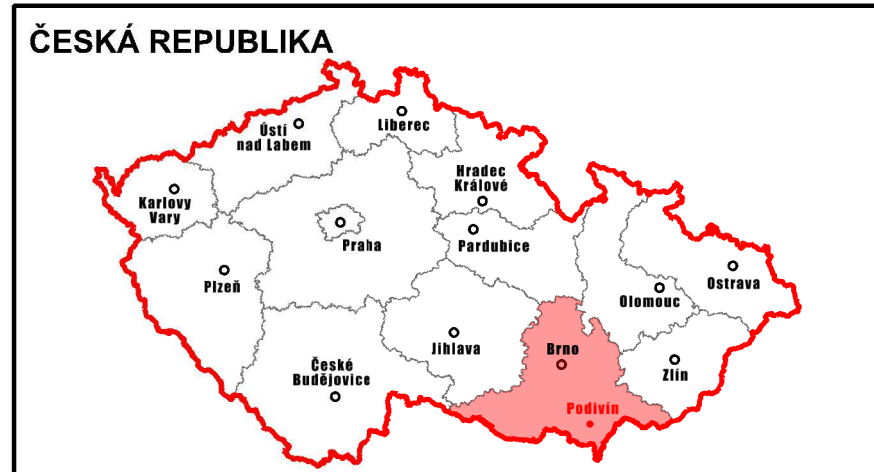 ČESKÁ REPUBLIKA
Ústí
nad Labem
Liberec
Hradec
Králové
Karlovy
Vary
Praha
Pardubice
Plzeň
Olomouc
Ostrava
Jihlava
Brno
Zlín
České
Budějovice
Podivín